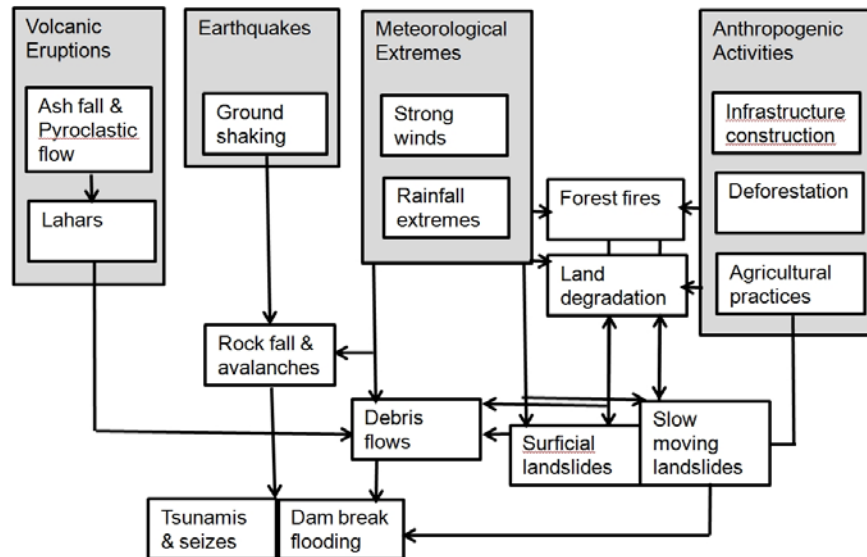 Volcanic
Eruptions
Ash fall &
Pyroclastic
flow
Lahars
Earthquakes
Ground
shaking
Meteorological
Extremes
Strong
winds
Rainfall
extremes
Anthropogenic
Activities
Infrastructure
construction
Deforestation
Agricultural
practices
Forest fires
Land
degradation
Rock fall &
avalanches
Debris
flows
Surficial
landslides
Slow
moving
landslides
Tsunamis
& seizes
Dam break
flooding